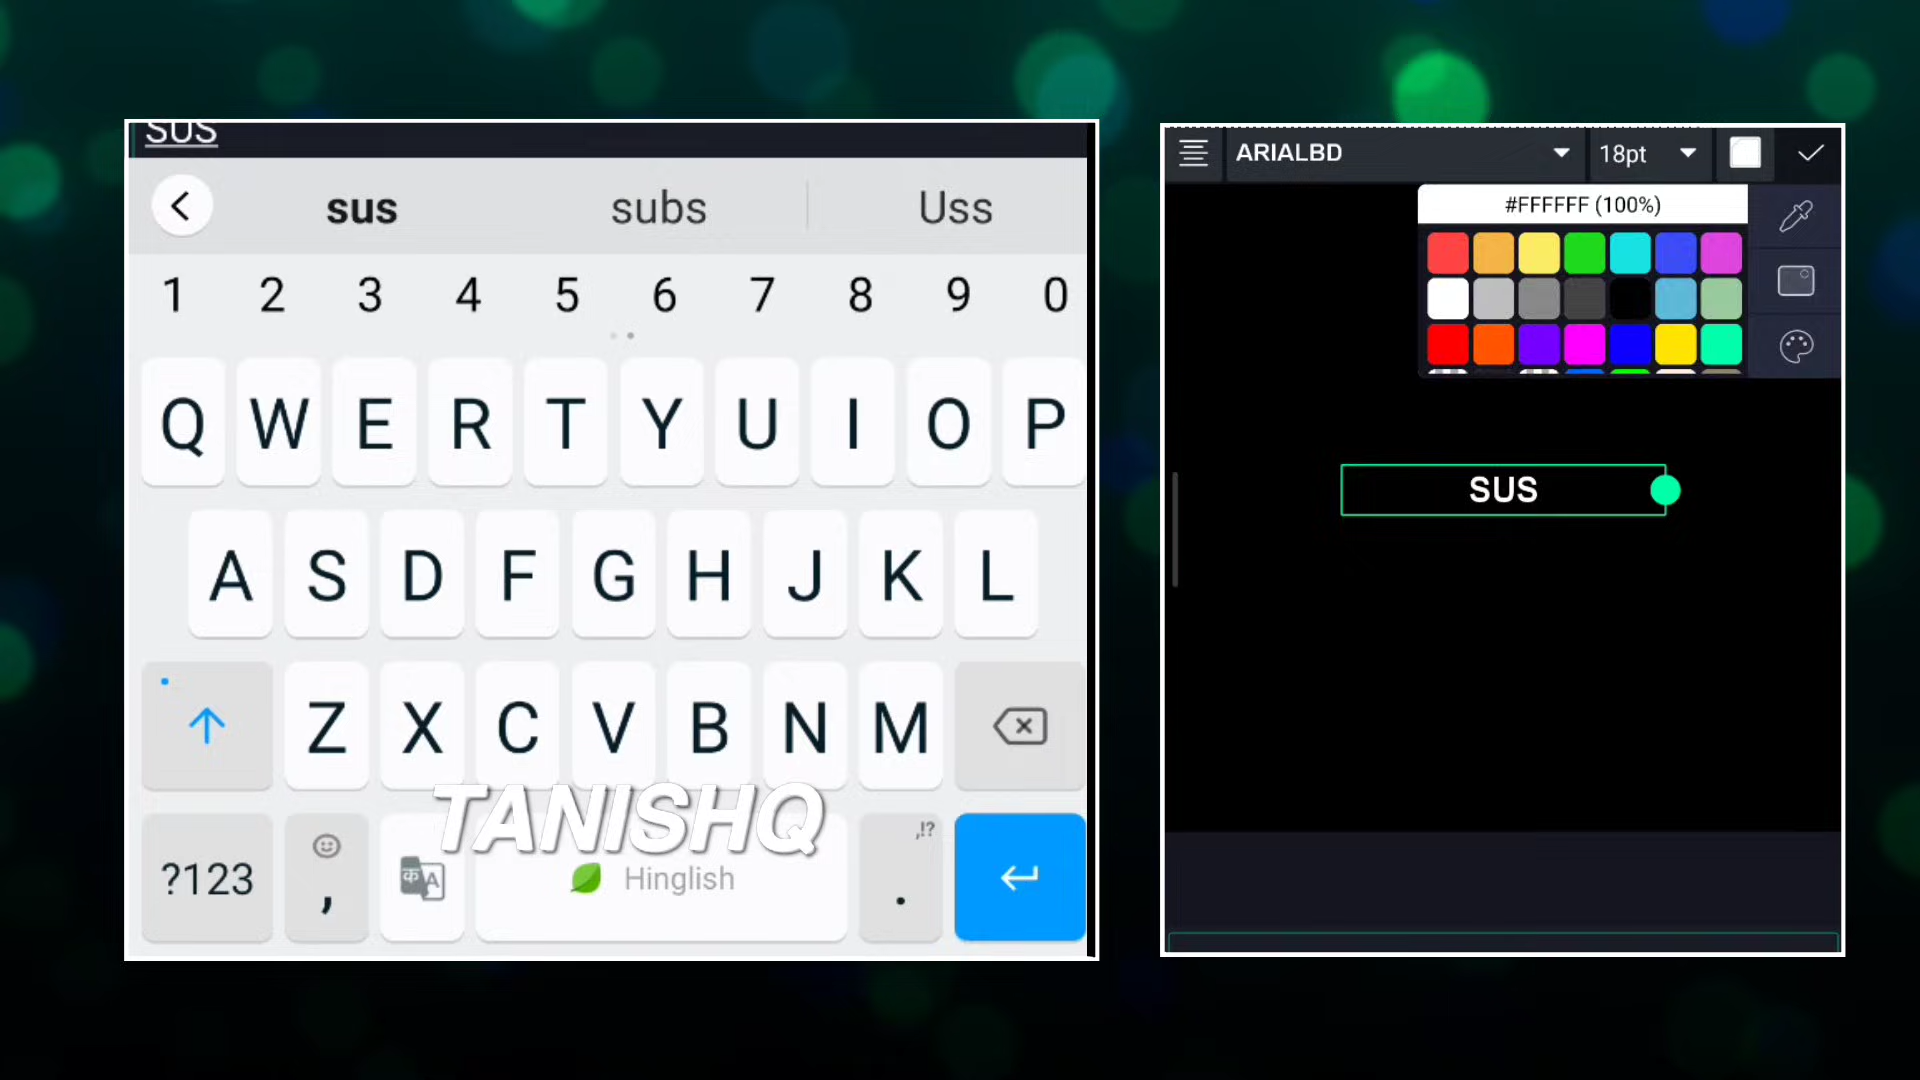 SUS
sus subs Uss
1 2 3 4 5 6 7 8 9 0
Q W E R T Y U I O P
A S D F G H J K L
Z X C V B N M
TANISHQ
,!?
?123 , क A Hinglish .
ARIALBD 18pt
#FFFFFF (100%)
SUS